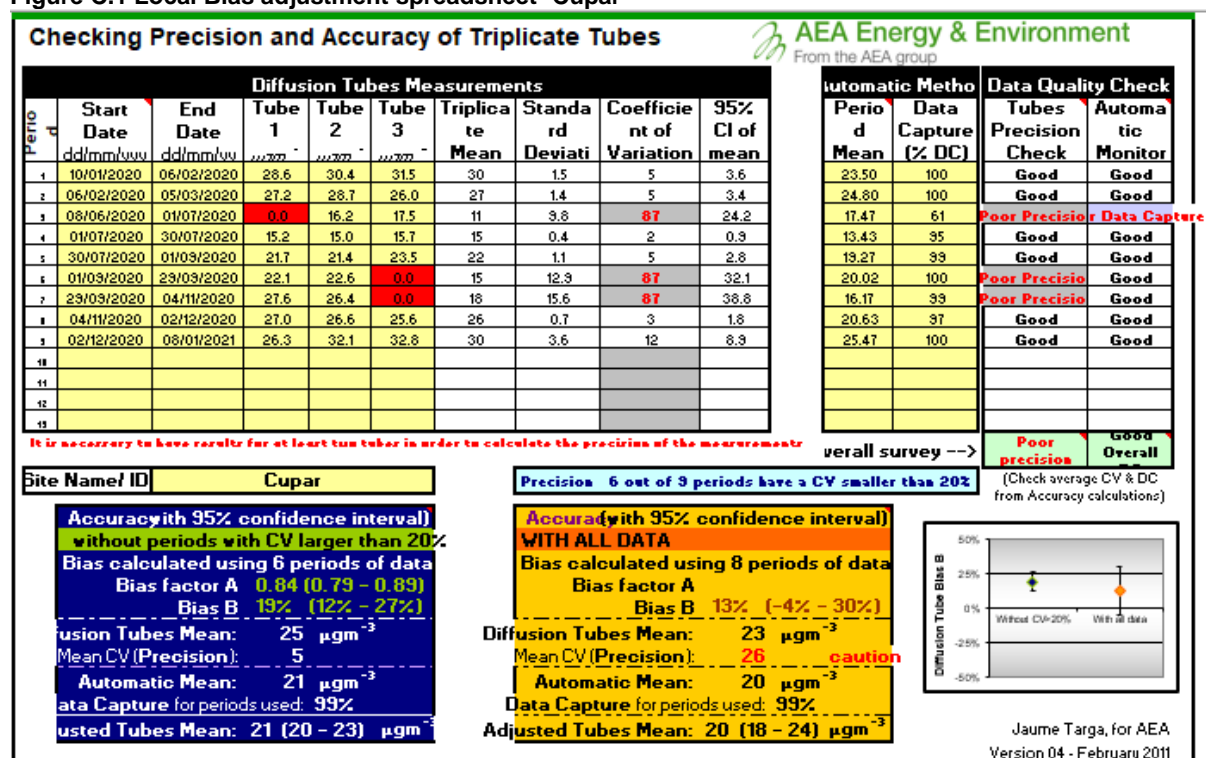 Checking Precision and Accuracy of Triplicate Tubes
AEA Energy & Environment
From the AEA group
Diffusion Tubes Measurements
utomatic Metho
Data Quality Check
Perio d Start Date dd/mm/yyy End Date dd/mm/yy Tube 1 Tube 2 Tube 3 Triplica te Mean Standa rd Deviati Coefficie nt of Variation 95% CI of mean Perio d Mean Data Capture (% DC) Tubes Precision Check Automa tic Monitor
1 10/01/2020 06/02/2020 28.6 30.4 31.5 30 1.5 5 3.6 23.50 100 Good Good
2 06/02/2020 05/03/2020 27.2 28.7 26.0 27 1.4 5 3.4 24.80 100 Good Good
3 08/06/2020 01/07/2020 0.0 16.2 17.5 11 9.8 87 24.2 17.47 61 Poor Precisio r Data Capture
4 01/07/2020 30/07/2020 15.2 15.0 15.7 15 0.4 2 0.9 13.43 95 Good Good
5 30/07/2020 01/09/2020 21.7 21.4 23.5 22 1.1 5 2.8 19.27 99 Good Good
6 01/09/2020 29/09/2020 22.1 22.6 0.0 15 12.9 87 32.1 20.02 100 Poor Precisio Good
7 29/09/2020 04/11/2020 27.6 26.4 0.0 18 15.6 87 38.8 16.17 99 Poor Precisio Good
8 04/11/2020 02/12/2020 27.0 26.6 25.6 26 0.7 3 1.8 20.63 97 Good Good
9 02/12/2020 08/01/2021 26.3 32.1 32.8 30 3.6 12 8.9 25.47 100 Good Good
10
11
12
13
It is necessary to have results for at least two tubes in order to calculate the precision of the measurements
verall survey -->
Poor precision
Good Overall
Site Name/ ID
Cupar
Precision 6 out of 9 periods have a CV smaller than 20%
(Check average CV & DC
from Accuracy calculations)
Accuracy with 95% confidence interval)
without periods with CV larger than 20%
Bias calculated using 6 periods of data
Bias factor A 0.84 (0.79 - 0.89)
Bias B 19% (12% - 27%)
usion Tubes Mean: 25 µgm-3
Mean CV (Precision): 5
Automatic Mean: 21 µgm-3
ata Capture for periods used: 99%
usted Tubes Mean: 21 (20 - 23) µgm-3
Accuracy (with 95% confidence interval)
WITH ALL DATA
Bias calculated using 8 periods of data
Bias factor A
Bias B 13% (-4% - 30%)
Diffusion Tubes Mean: 23 µgm-3
Mean CV (Precision): 26 caution
Automatic Mean: 20 µgm-3
Data Capture for periods used: 99%
Adjusted Tubes Mean: 20 (18 - 24) µgm-3
Diffusion Tube Bias B
50%
25%
0%
-25%
-50%
Without CV>20%
With all data
Jaume Targa, for AEA
Version 04 - February 2011